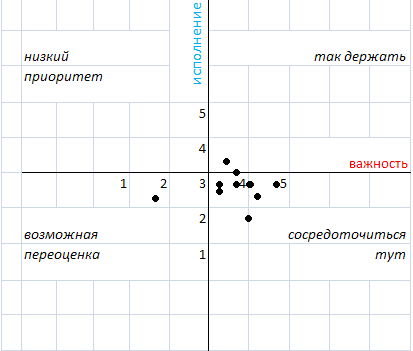 исполнение
низкий
приоритет
так держать
5
4
важность
1 2 3 4 5
2
возможная
переоценка
сосредоточиться
тут
1